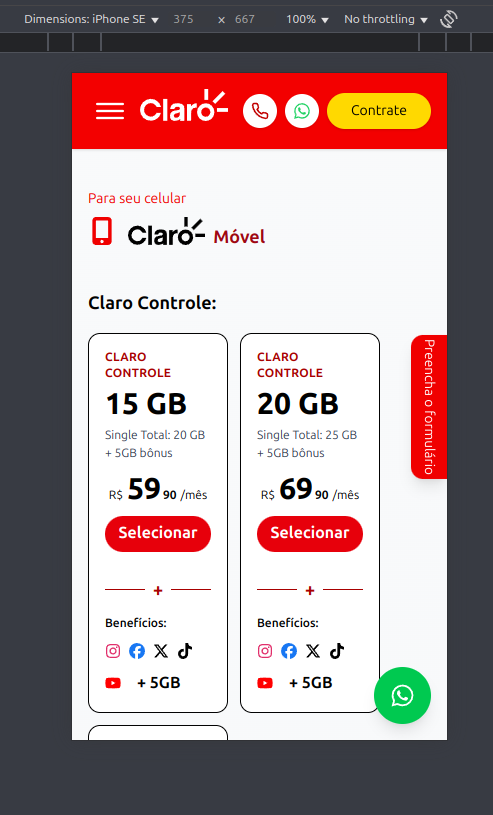 Dimensions: iPhone SE 375 x 667 100% No throttling
Claro Contrate
Para seu celular
Claro Móvel
Claro Controle:
CLARO
CONTROLE
15 GB
Single Total: 20 GB
+ 5GB bônus
R$ 59 90 /mês
Selecionar
+
Benefícios:
+ 5GB
CLARO
CONTROLE
20 GB
Single Total: 25 GB
+ 5GB bônus
R$ 69 90 /mês
Selecionar
+
Benefícios:
+ 5GB
Preencha o formulário